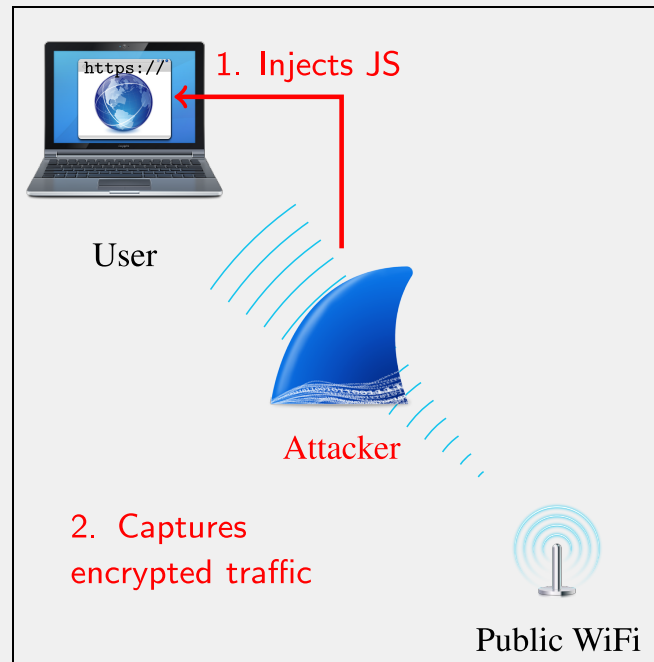 https://
1. Injects JS
User
Attacker
2. Captures
encrypted traffic
Public WiFi